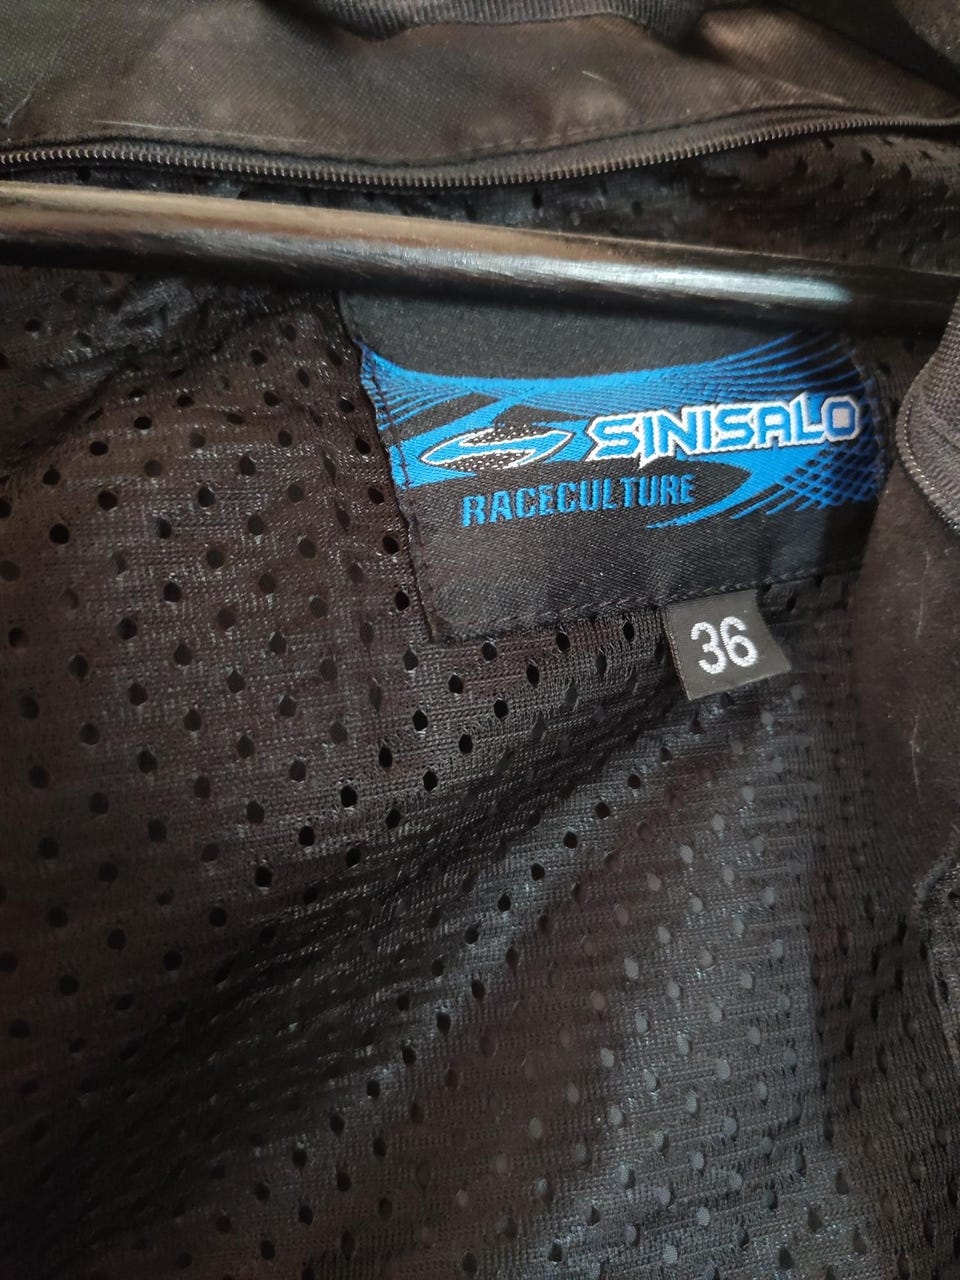 SINISALO
RACECULTURE
36